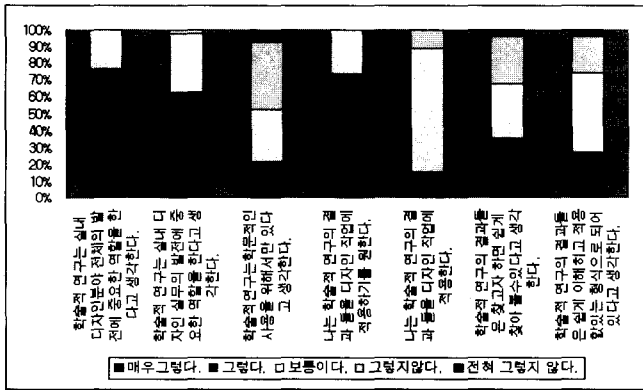 100%
90%
80%
70%
60%
50%
40%
30%
20%
10%
0%
학술적 연구는 실내
디자인분야 전체의 발
전에 중요한 역할을 한
다고 생각한다.
학술적 연구는 실내 디
자인 실무의 발전에 중
요한 역할을 하다고 생
각한다.
학술적연구는 학문적인
사용을 위해서만 있다
고 생각한다.
나는 학술적 연구의 결
과 들을 디자인 작업에
적용하기를 원한다.
나는 학술적 연구의 결
과 들을 디자인 작업에
적용한다.
학술적 연구의 결과들
은 찾고자 하면 쉽게
찾아 볼수있다고 생각
한다.
학술적 연구의 결과들
은 쉽게 이해하고 적용
할수있는 형식으로 되어
있다고 생각한다.
매우그렇다. 그렇다. 보통이다. 그렇지않다. 전혀 그렇지 않다.